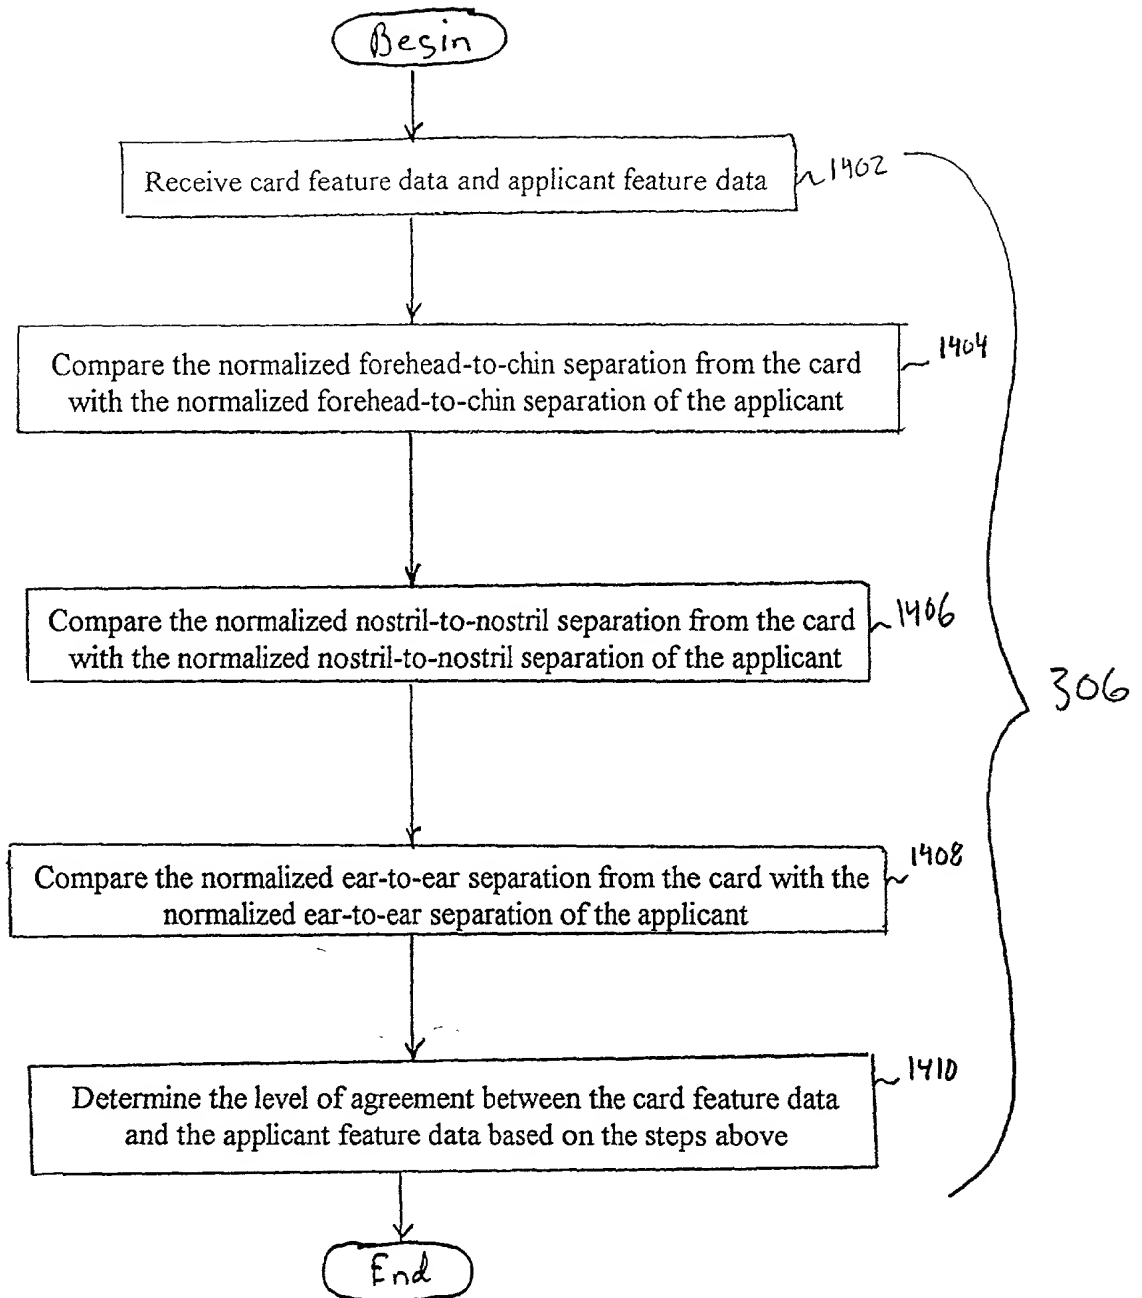 Begin
Receive card feature data and applicant feature data
1402
Compare the normalized forehead-to-chin separation from the card
with the normalized forehead-to-chin separation of the applicant
1404
Compare the normalized nostril-to-nostril separation from the card
with the normalized nostril-to-nostril separation of the applicant
1406
306
Compare the normalized ear-to-ear separation from the card with the
normalized ear-to-ear separation of the applicant
1408
Determine the level of agreement between the card feature data
and the applicant feature data based on the steps above
1410
End